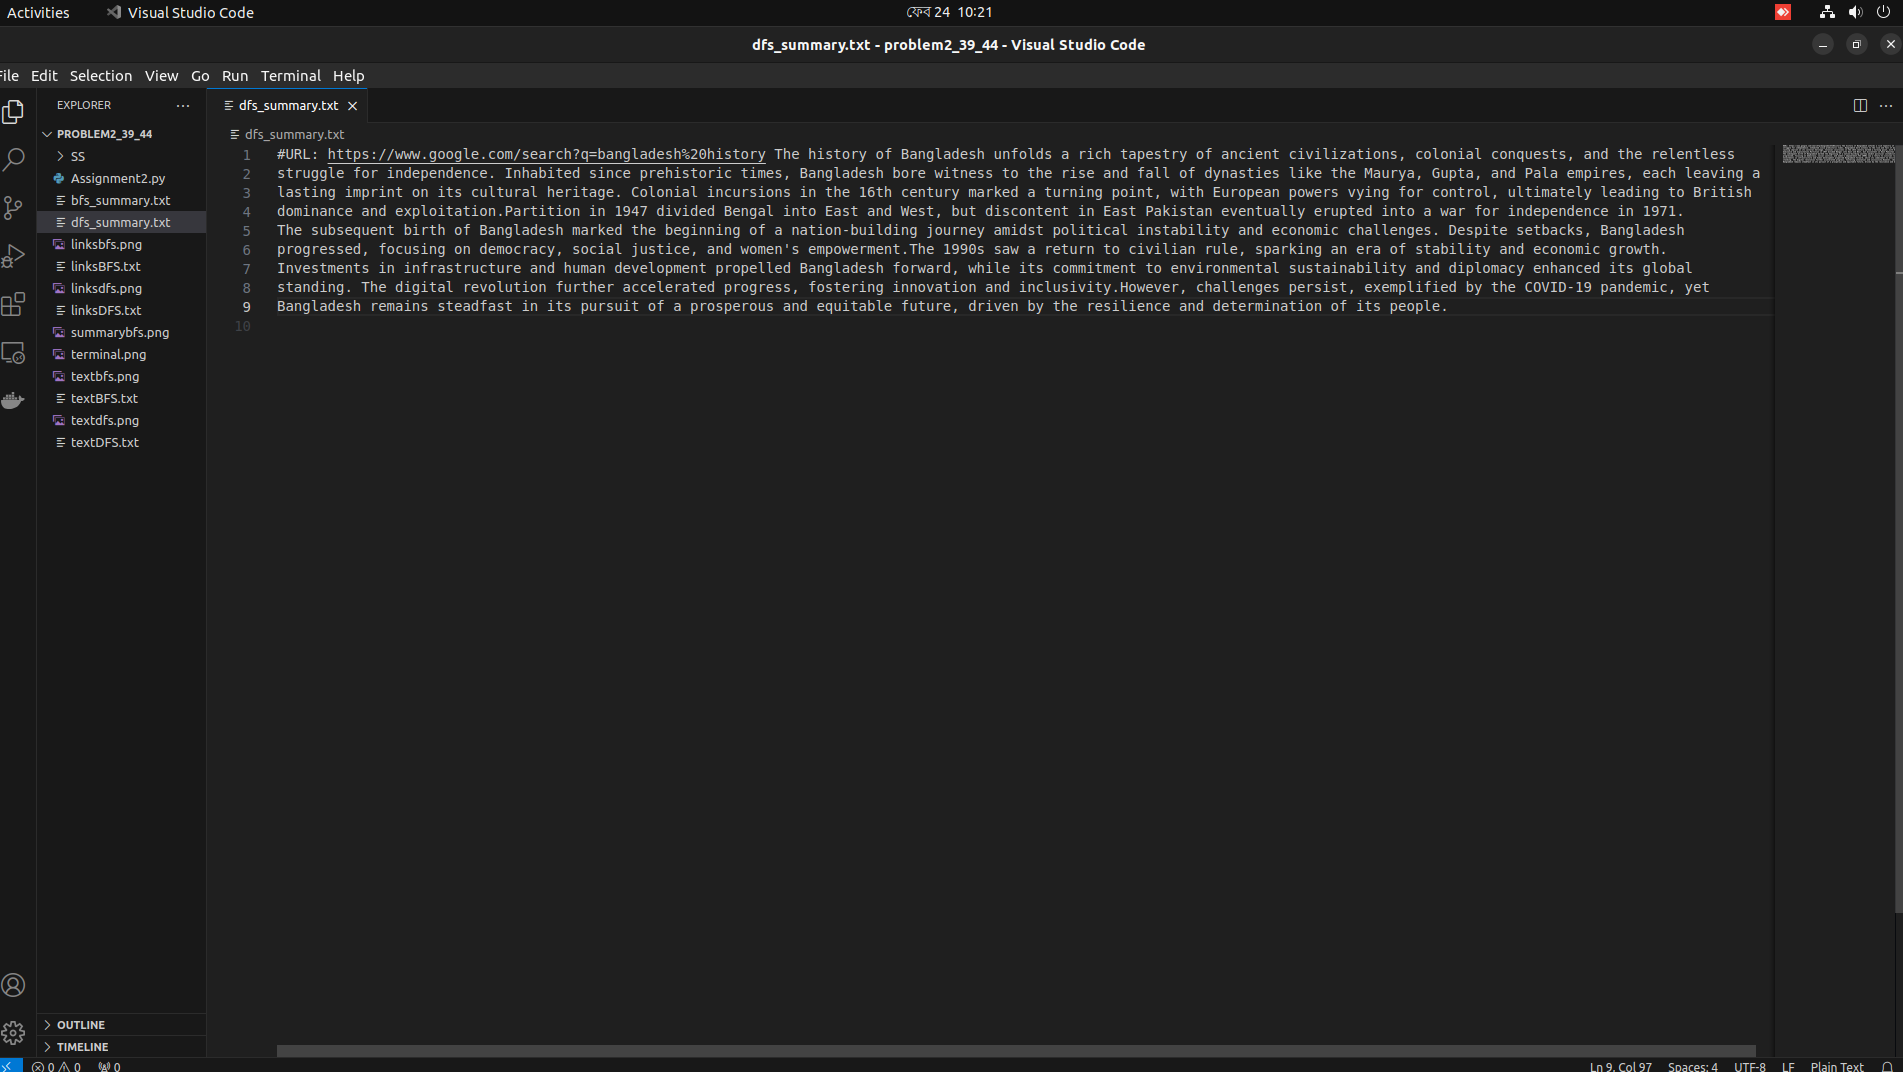 Activities
Visual Studio Code
ফেব 24 10:21
dfs_summary.txt - problem2_39_44 - Visual Studio Code
File Edit Selection View Go Run Terminal Help
EXPLORER
PROBLEM2_39_44
SS
Assignment2.py
bfs_summary.txt
dfs_summary.txt
linksbfs.png
linksBFS.txt
linksdfs.png
linksDFS.txt
summarybfs.png
terminal.png
textbfs.png
textBFS.txt
textdfs.png
textDFS.txt
OUTLINE
TIMELINE
dfs_summary.txt
dfs_summary.txt
1 #URL: https://www.google.com/search?q=bangladesh%20history The history of Bangladesh unfolds a rich tapestry of ancient civilizations, colonial conquests, and the relentless
2 struggle for independence. Inhabited since prehistoric times, Bangladesh bore witness to the rise and fall of dynasties like the Maurya, Gupta, and Pala empires, each leaving a
3 lasting imprint on its cultural heritage. Colonial incursions in the 16th century marked a turning point, with European powers vying for control, ultimately leading to British
4 dominance and exploitation.Partition in 1947 divided Bengal into East and West, but discontent in East Pakistan eventually erupted into a war for independence in 1971.
5 The subsequent birth of Bangladesh marked the beginning of a nation-building journey amidst political instability and economic challenges. Despite setbacks, Bangladesh
6 progressed, focusing on democracy, social justice, and women's empowerment.The 1990s saw a return to civilian rule, sparking an era of stability and economic growth.
7 Investments in infrastructure and human development propelled Bangladesh forward, while its commitment to environmental sustainability and diplomacy enhanced its global
8 standing. The digital revolution further accelerated progress, fostering innovation and inclusivity.However, challenges persist, exemplified by the COVID-19 pandemic, yet
9 Bangladesh remains steadfast in its pursuit of a prosperous and equitable future, driven by the resilience and determination of its people.
10
0 0 0
Ln 9, Col 97 Spaces: 4 UTF-8 LF Plain Text